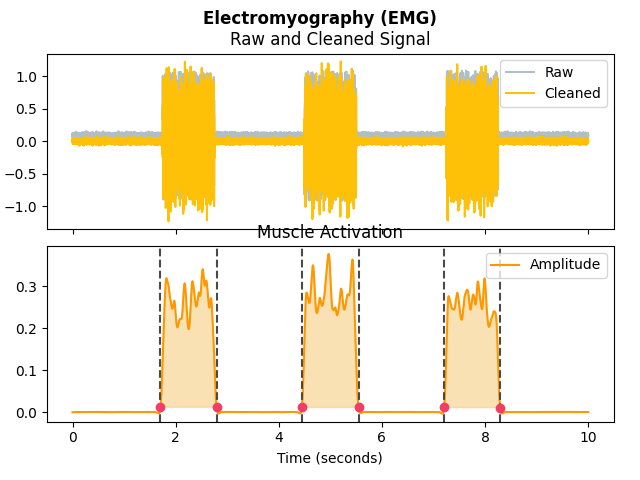 Electromyography (EMG)
Raw and Cleaned Signal
1.0
0.5
0.0
−0.5
−1.0
Raw
Cleaned
Muscle Activation
0.3
0.2
0.1
0.0
Amplitude
0 2 4 6 8 10
Time (seconds)